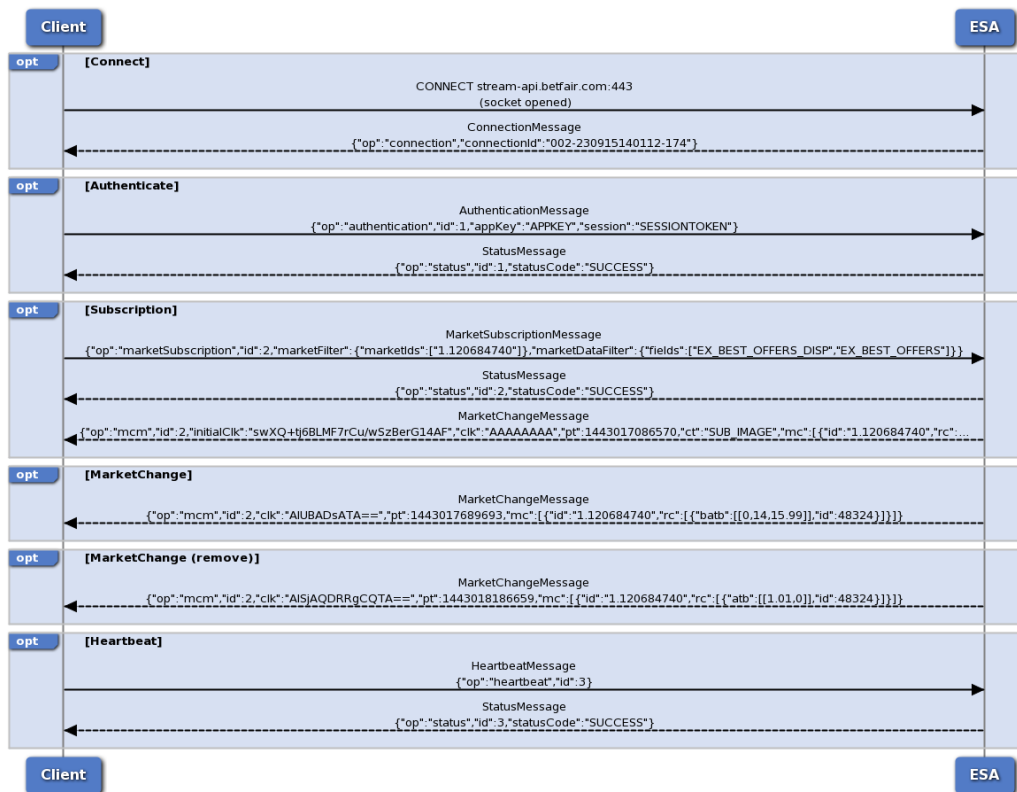 Client ESA
opt [Connect]
CONNECT stream-api.betfair.com:443
(socket opened)
ConnectionMessage
{"op":"connection","connectionId":"002-230915140112-174"}
opt [Authenticate]
AuthenticationMessage
{"op":"authentication","id":1,"appKey":"APPKEY","session":"SESSIONTOKEN"}
StatusMessage
{"op":"status","id":1,"statusCode":"SUCCESS"}
opt [Subscription]
MarketSubscriptionMessage
{"op":"marketSubscription","id":2,"marketFilter":{"marketIds":["1.120684740"]},"marketDataFilter":{"fields":["EX_BEST_OFFERS_DISP","EX_BEST_OFFERS"]}}
StatusMessage
{"op":"status","id":2,"statusCode":"SUCCESS"}
MarketChangeMessage
{"op":"mcm","id":2,"initialClk":"swXQ+tj6BLMF7rCu/wSzBerG14AF","clk":"AAAAAAAA","pt":1443017086570,"ct":"SUB_IMAGE","mc":[{"id":"1.120684740","rc":...
opt [MarketChange]
MarketChangeMessage
{"op":"mcm","id":2,"clk":"AIUBADsATA==","pt":1443017689693,"mc":[{"id":"1.120684740","rc":[{"batb":[[0,14,15.99]],"id":48324}]}]}
opt [MarketChange (remove)]
MarketChangeMessage
{"op":"mcm","id":2,"clk":"AISjAQDRRgCQTA==","pt":1443018186659,"mc":[{"id":"1.120684740","rc":[{"atb":[[1.01,0]],"id":48324}]}]}
opt [Heartbeat]
HeartbeatMessage
{"op":"heartbeat","id":3}
StatusMessage
{"op":"status","id":3,"statusCode":"SUCCESS"}
Client ESA